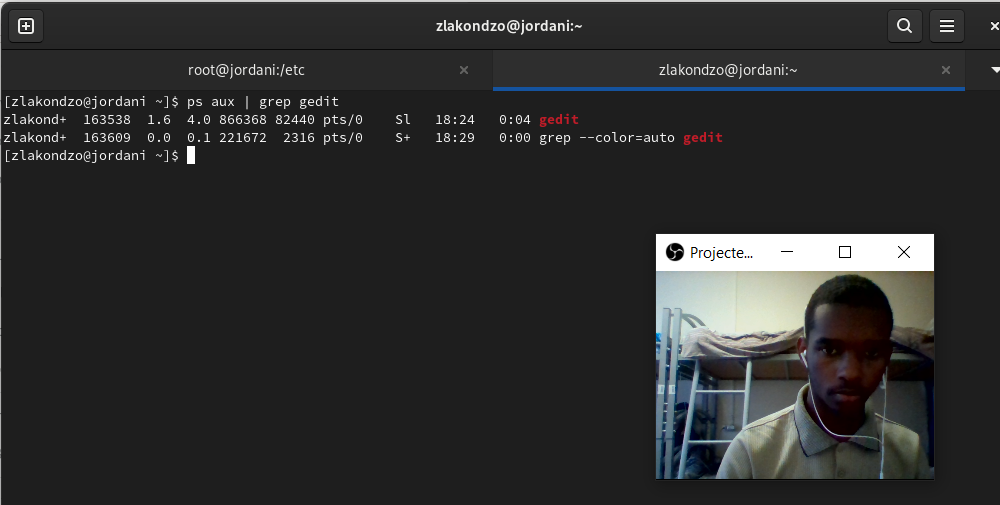 zlakondzo@jordani:~
root@jordani:/etc
zlakondzo@jordani:~
[zlakondzo@jordani ~]$ ps aux | grep gedit
zlakond+  163538  1.6  4.0 866368 82440 pts/0    Sl   18:24   0:04 gedit
zlakond+  163609  0.0  0.1 221672  2316 pts/0    S+   18:29   0:00 grep --color=auto gedit
[zlakondzo@jordani ~]$
Projecte...